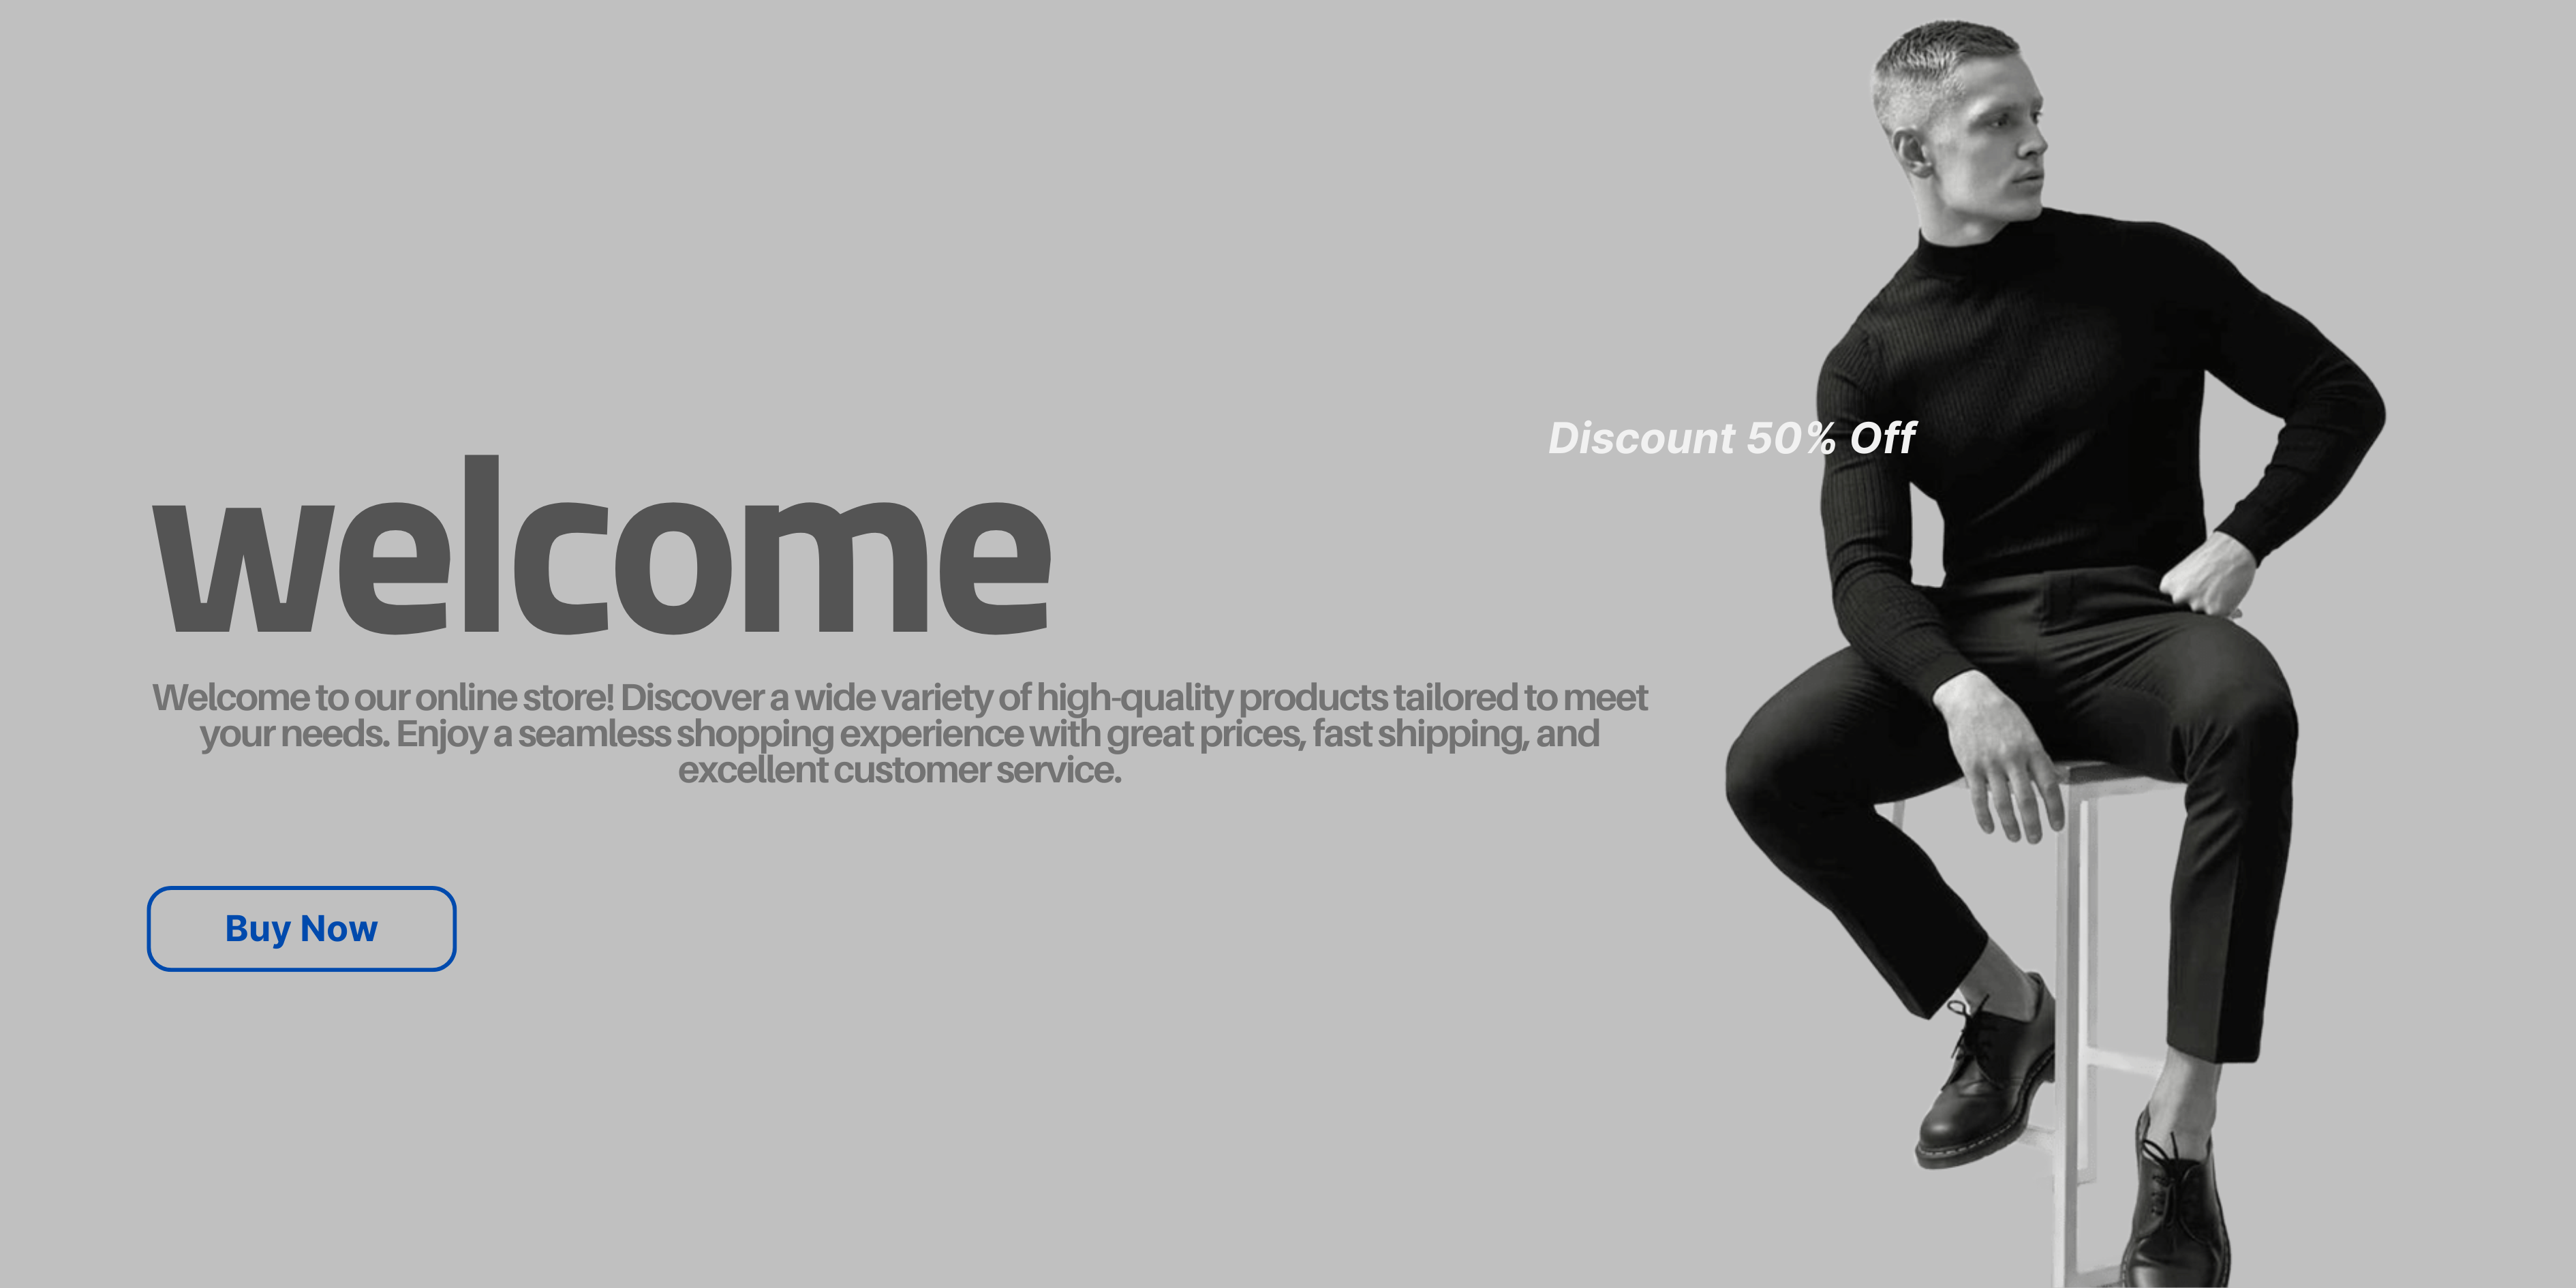 Discount 50% Off
welcome
Welcome to our online store! Discover a wide variety of high-quality products tailored to meet
your needs. Enjoy a seamless shopping experience with great prices, fast shipping, and
excellent customer service.
Buy Now